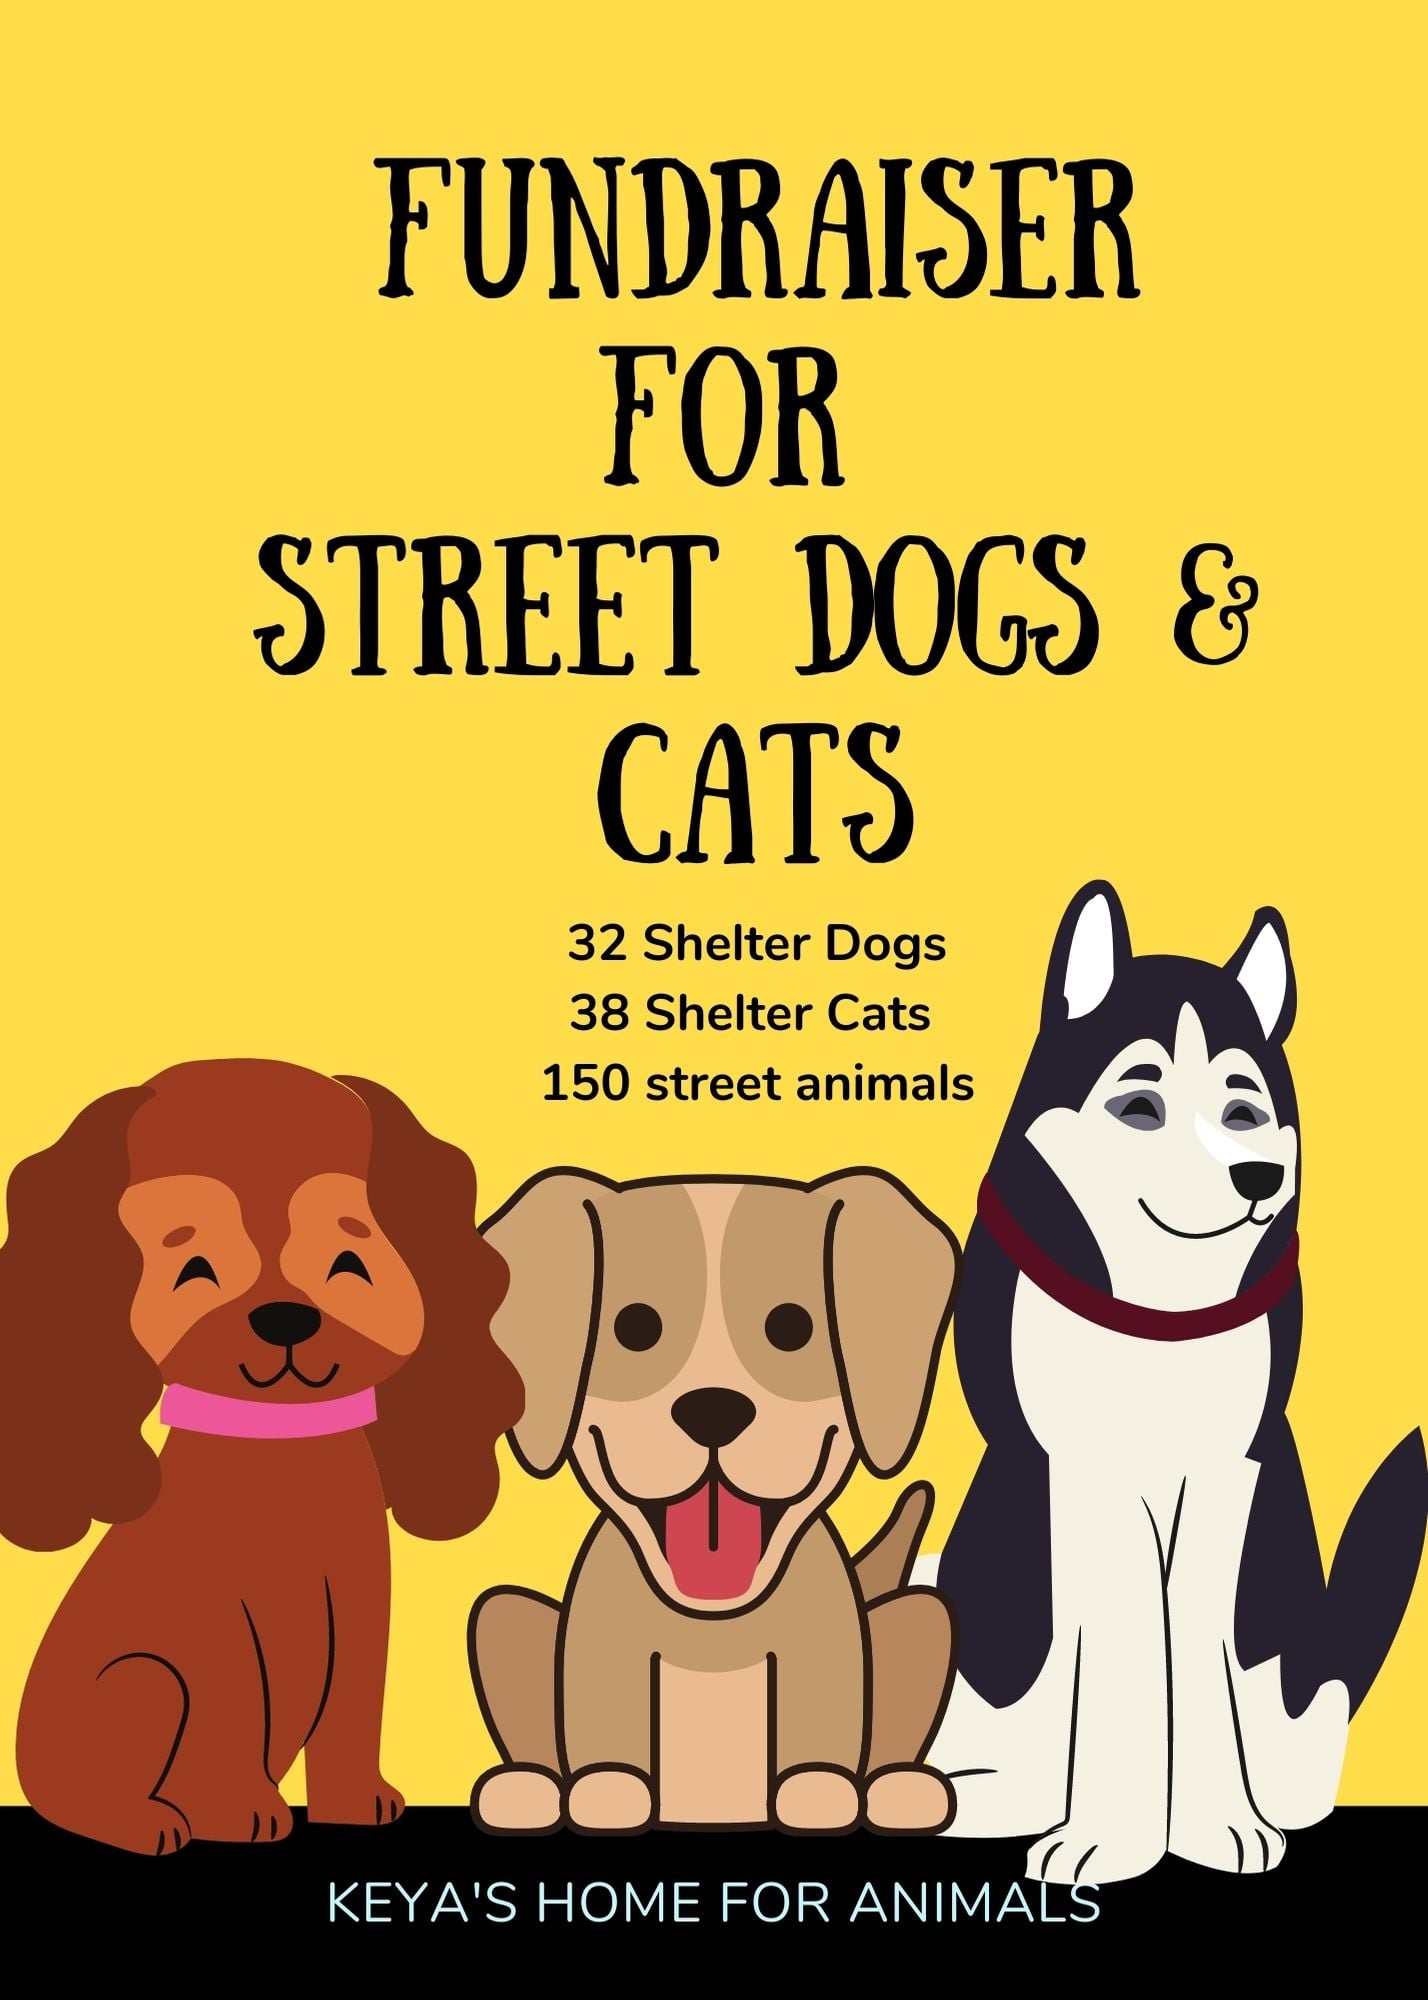 FUNDRAISER
FOR
STREET DOGS &
CATS
32 Shelter Dogs
38 Shelter Cats
150 street animals
KEYA'S HOME FOR ANIMALS